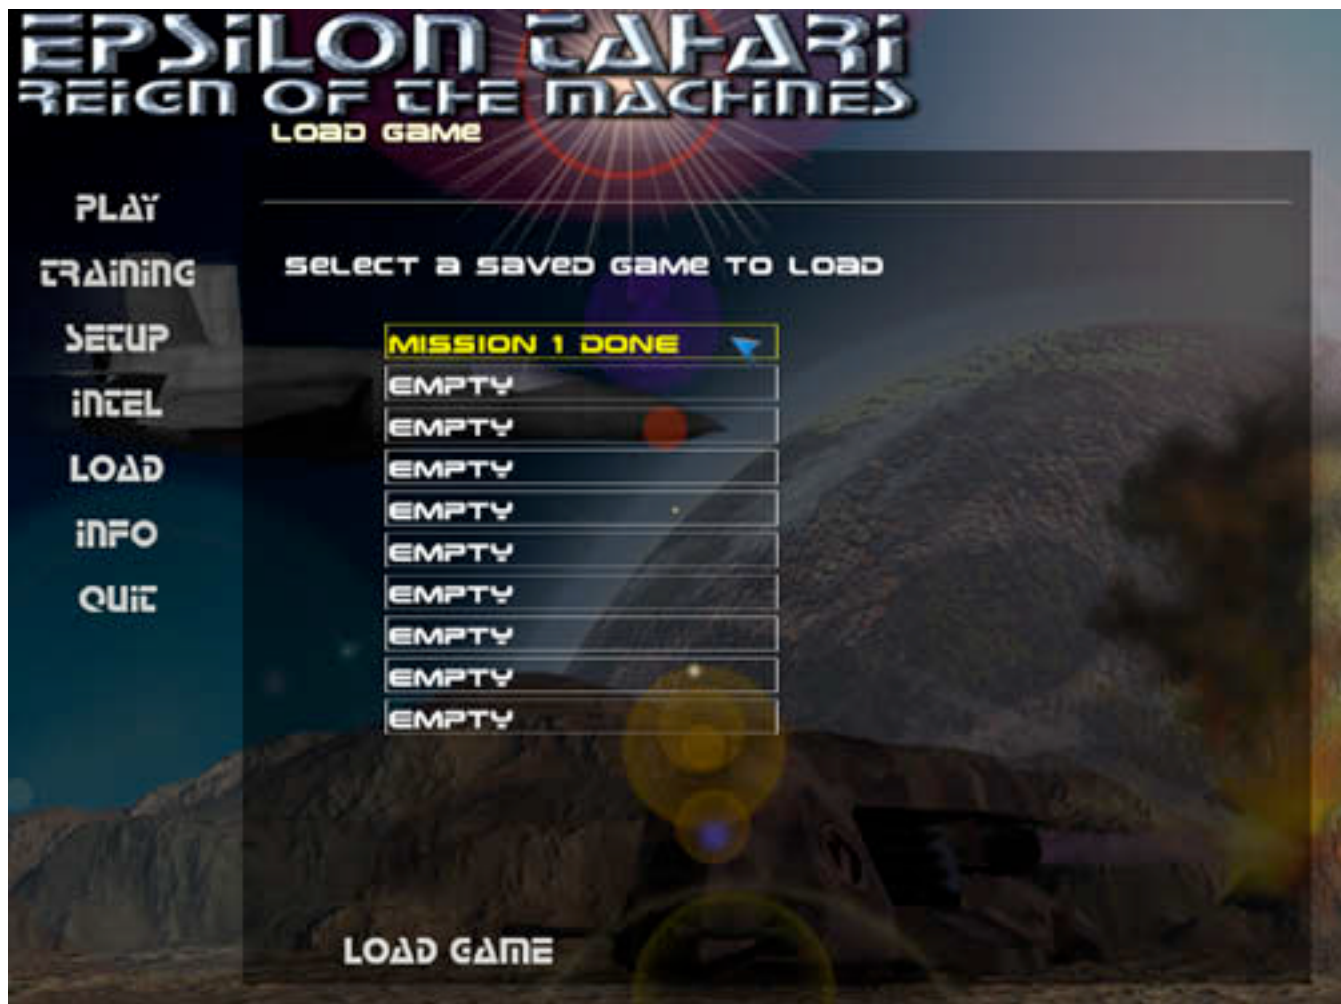 EPSILON TAHARI
REIGN OF THE MACHINES
LOAD GAME
PLAY
TRAINING
SETUP
INTEL
LOAD
INFO
QUIT
SELECT A SAVED GAME TO LOAD
MISSION 1 DONE
EMPTY
EMPTY
EMPTY
EMPTY
EMPTY
EMPTY
EMPTY
EMPTY
EMPTY
LOAD GAME